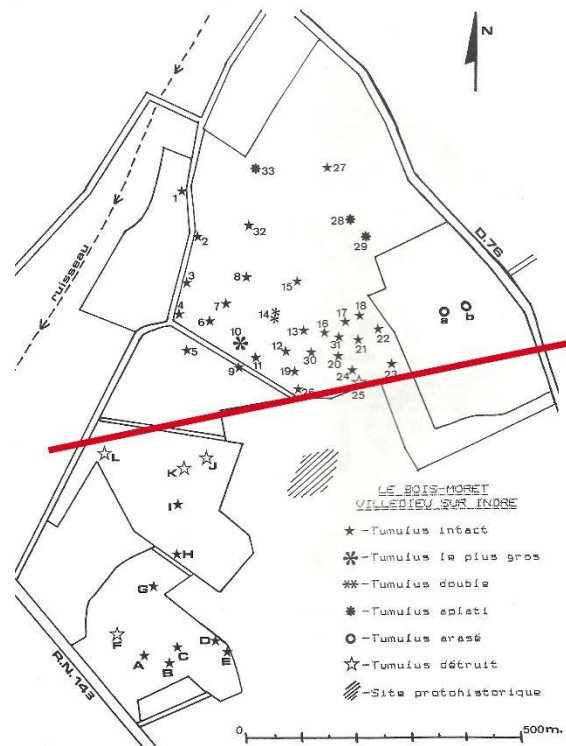 N
33
27
1
32
28
29
2
D.76
ruisseau
3
8
15
a
b
4
7
14
6
17
18
10
13
16
22
5
12
31
21
11
30
20
9
19
24
23
26
25
L
K
J
LE BOIS-MORET
VILLEDIEU SUR INDRE
I
-Tumulus intact
H
-Tumulus le plus gros
G
-Tumulus double
-Tumulus aplati
F
D
-Tumulus arasé
C
E
A
B
-Tumulus détruit
R.N.143
-Site protohistorique
0
500m.